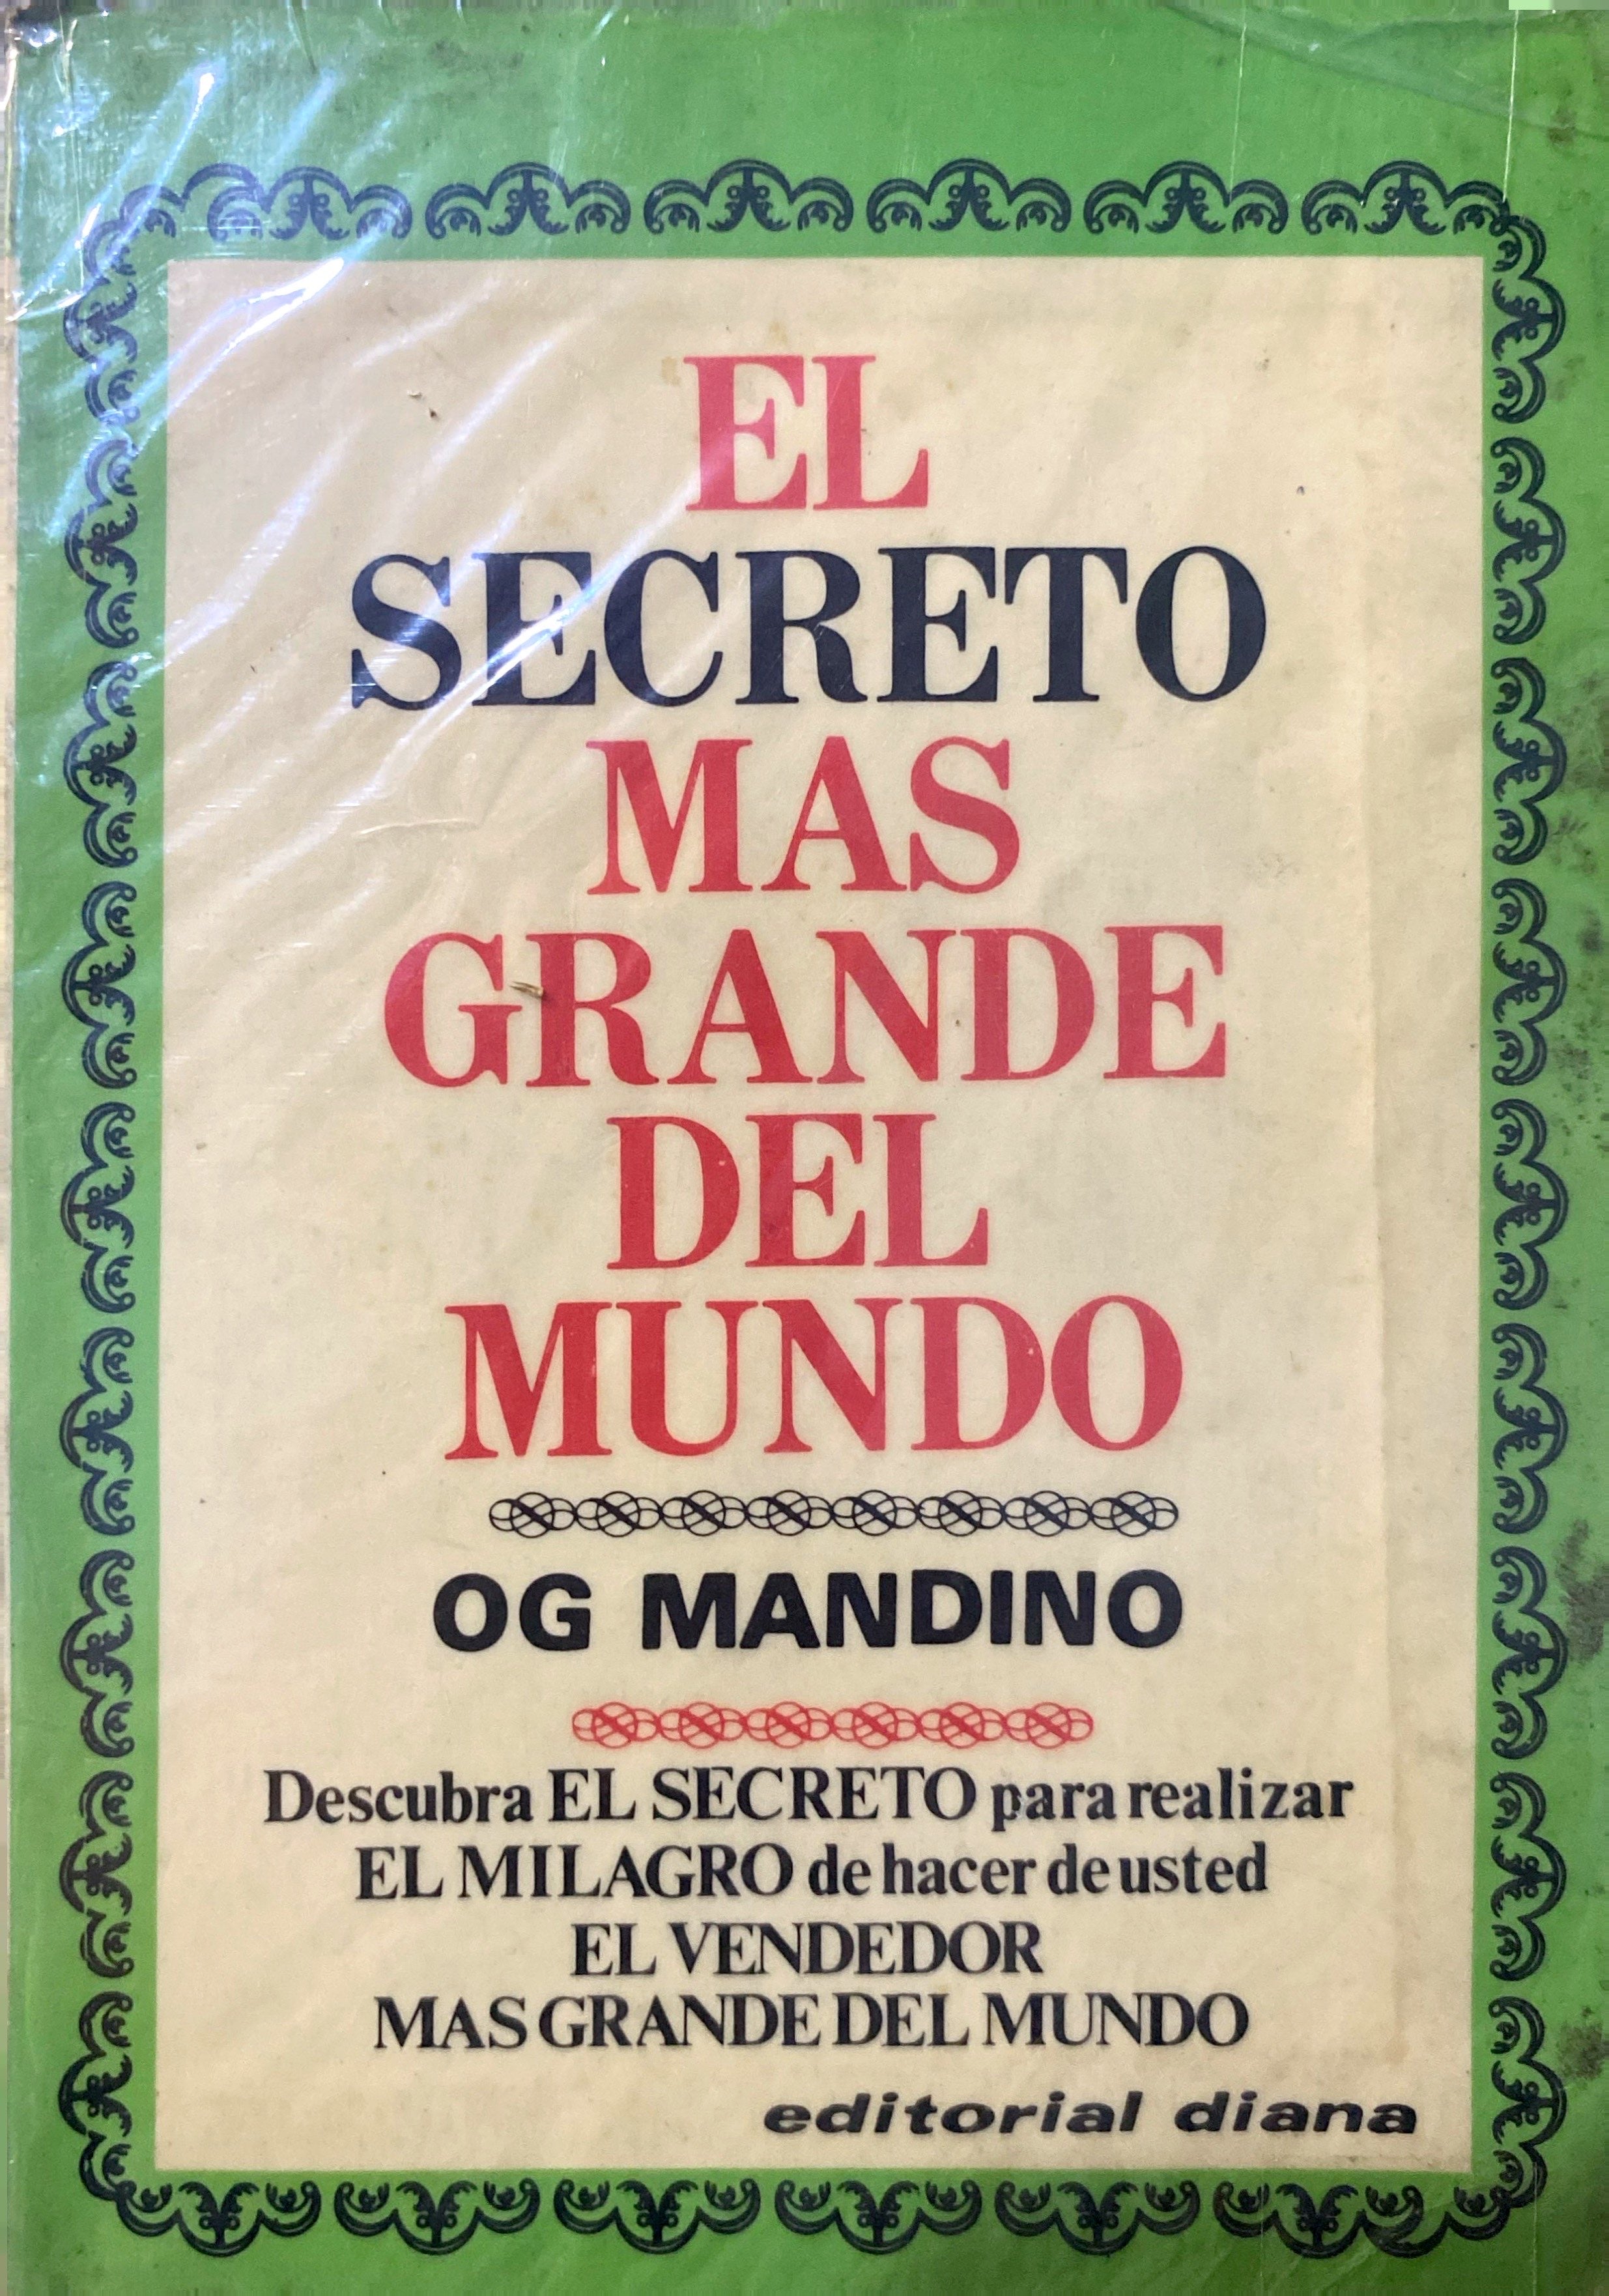 EL
SECRETO
MAS
GRANDE
DEL
MUNDO
OG MANDINO
Descubra EL SECRETO para realizar
EL MILAGRO de hacer de usted
EL VENDEDOR
MAS GRANDE DEL MUNDO
editorial diana